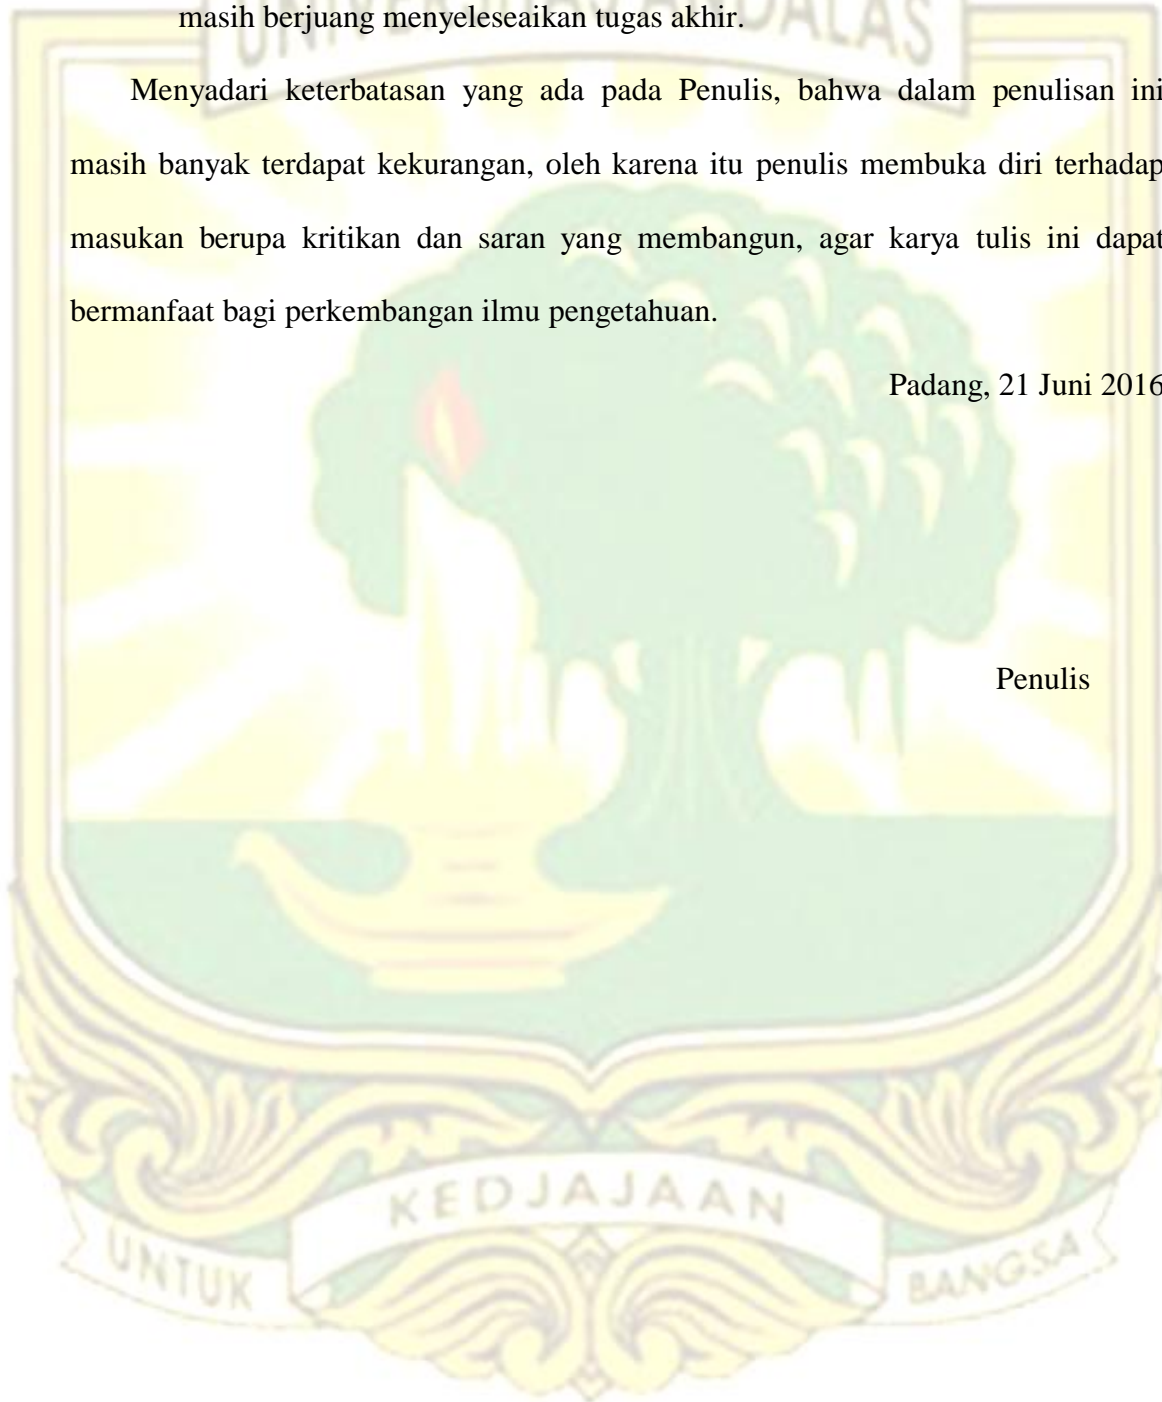 masih berjuang menyeleseaikan tugas akhir.
Menyadari keterbatasan yang ada pada Penulis, bahwa dalam penulisan ini
masih banyak terdapat kekurangan, oleh karena itu penulis membuka diri terhadap
masukan berupa kritikan dan saran yang membangun, agar karya tulis ini dapat
bermanfaat bagi perkembangan ilmu pengetahuan.
Padang, 21 Juni 2016
Penulis
KEDJAJAAN
UNTUK
BANGSA